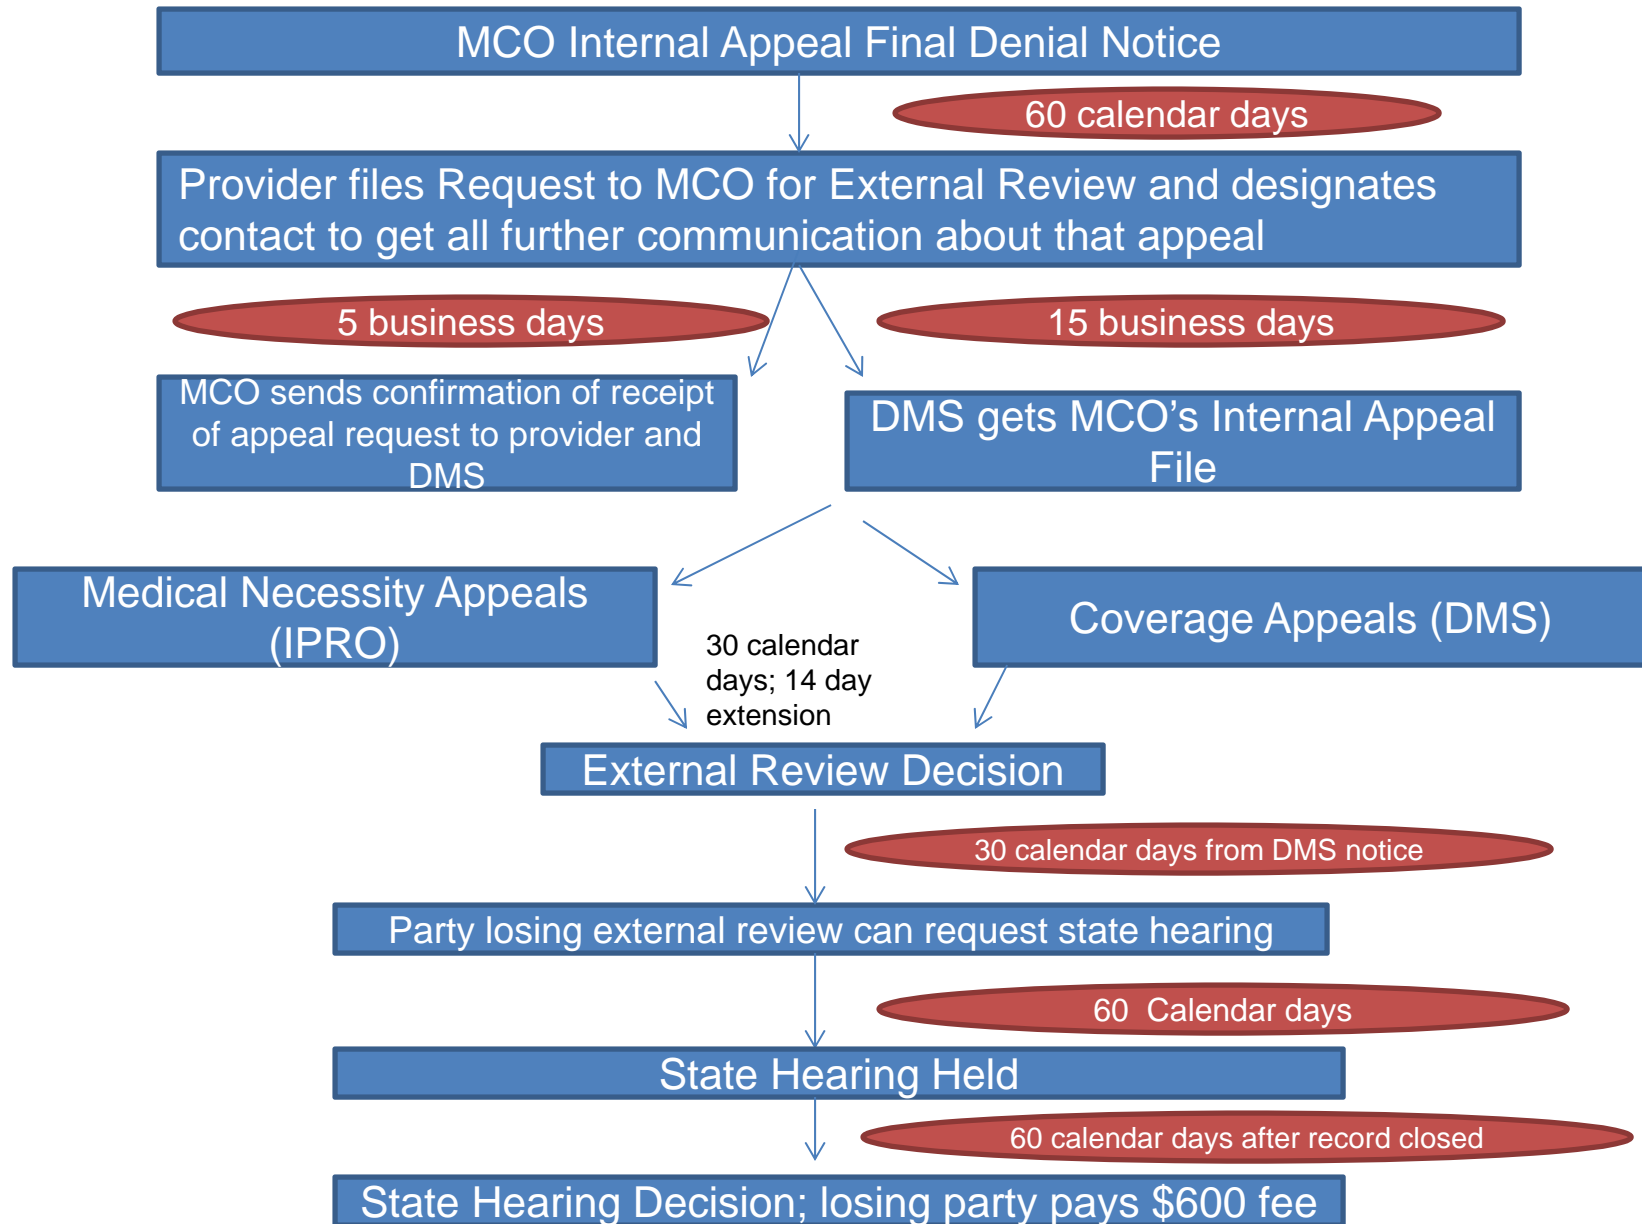 MCO Internal Appeal Final Denial Notice
60 calendar days
Provider files Request to MCO for External Review and designates
contact to get all further communication about that appeal
5 business days
15 business days
MCO sends confirmation of receipt
of appeal request to provider and
DMS
DMS gets MCO’s Internal Appeal
File
Medical Necessity Appeals
(IPRO)
Coverage Appeals (DMS)
30 calendar
days; 14 day
extension
External Review Decision
30 calendar days from DMS notice
Party losing external review can request state hearing
60  Calendar days
State Hearing Held
60 calendar days after record closed
State Hearing Decision; losing party pays $600 fee